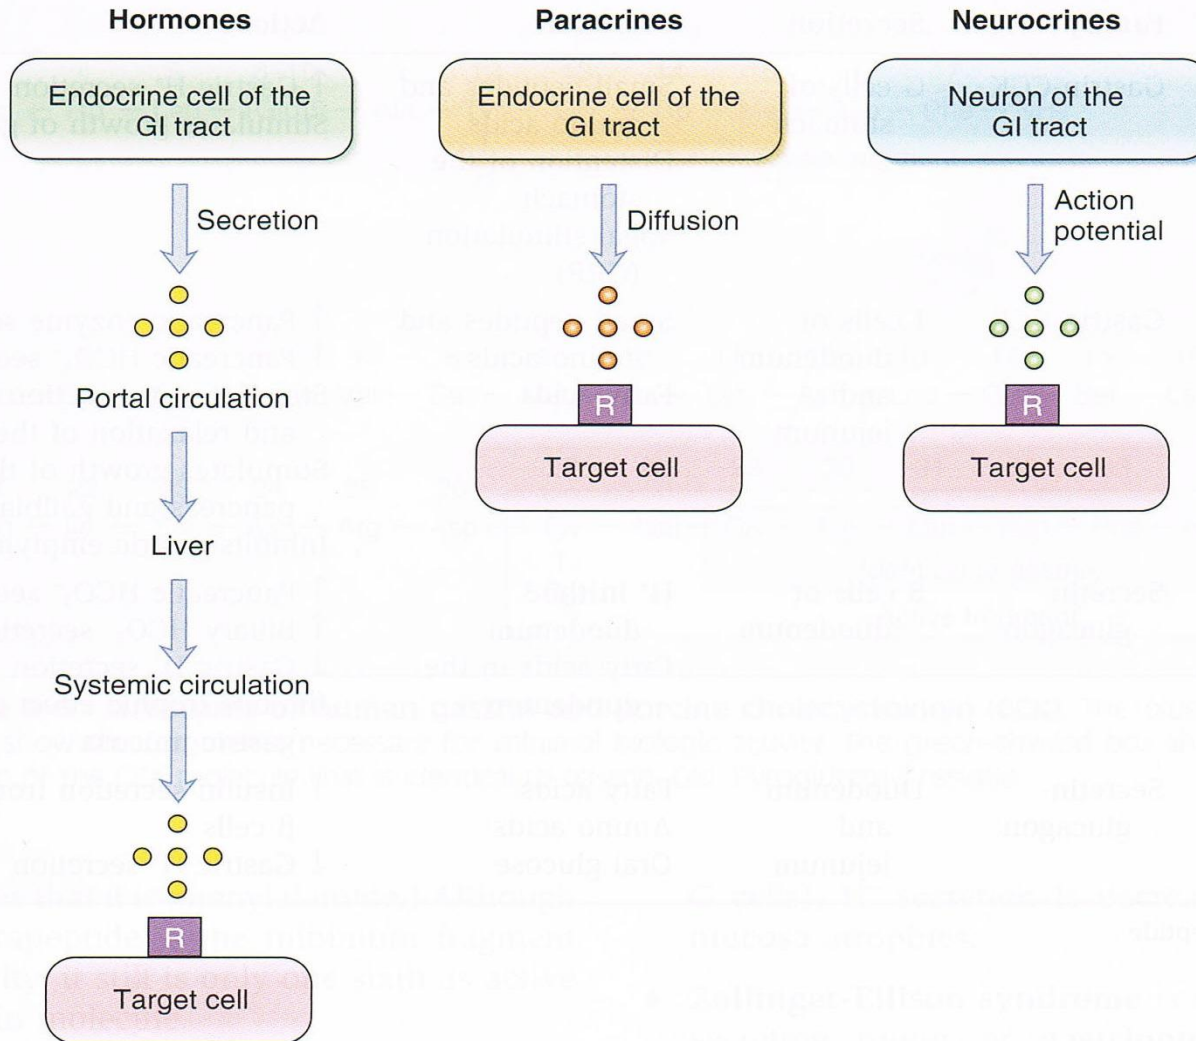 Hormones
Endocrine cell of the
GI tract
Secretion
Portal circulation
Liver
Systemic circulation
R
Target cell
Paracrines
Endocrine cell of the
GI tract
Diffusion
R
Target cell
Neurocrines
Neuron of the
GI tract
Action
potential
R
Target cell